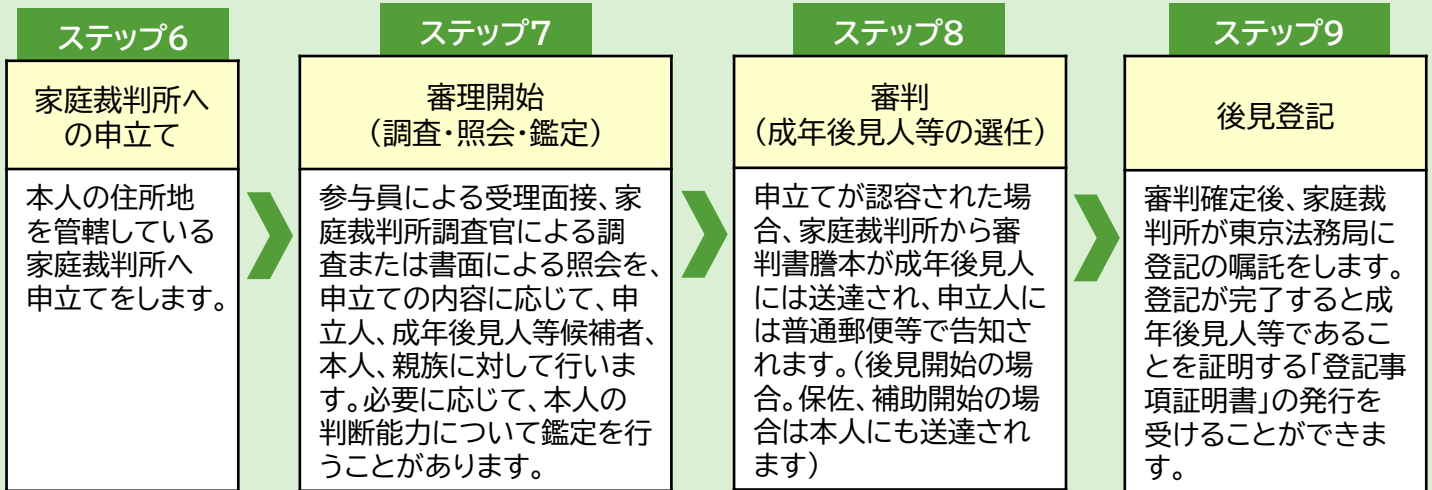 ステップ6
家庭裁判所へ
の申立て
本人の住所地
を管轄している
家庭裁判所へ
申立てをします。
ステップ7
審理開始
(調査・照会・鑑定)
参与員による受理面接、家
庭裁判所調査官による調
査または書面による照会を、
申立ての内容に応じて、申
立人、成年後見人等候補者、
本人、親族に対して行いま
す。必要に応じて、本人の
判断能力について鑑定を行
うことがあります。
ステップ8
審判
(成年後見人等の選任)
申立てが認容された場
合、家庭裁判所から審
判書謄本が成年後見人
には送達され、申立人に
は普通郵便等で告知さ
れます。(後見開始の場
合。保佐、補助開始の場
合は本人にも送達され
ます)
ステップ9
後見登記
審判確定後、家庭裁
判所が東京法務局に
登記の嘱託をします。
登記が完了すると成
年後見人等であるこ
とを証明する「登記事
項証明書」の発行を
受けることができま
す。